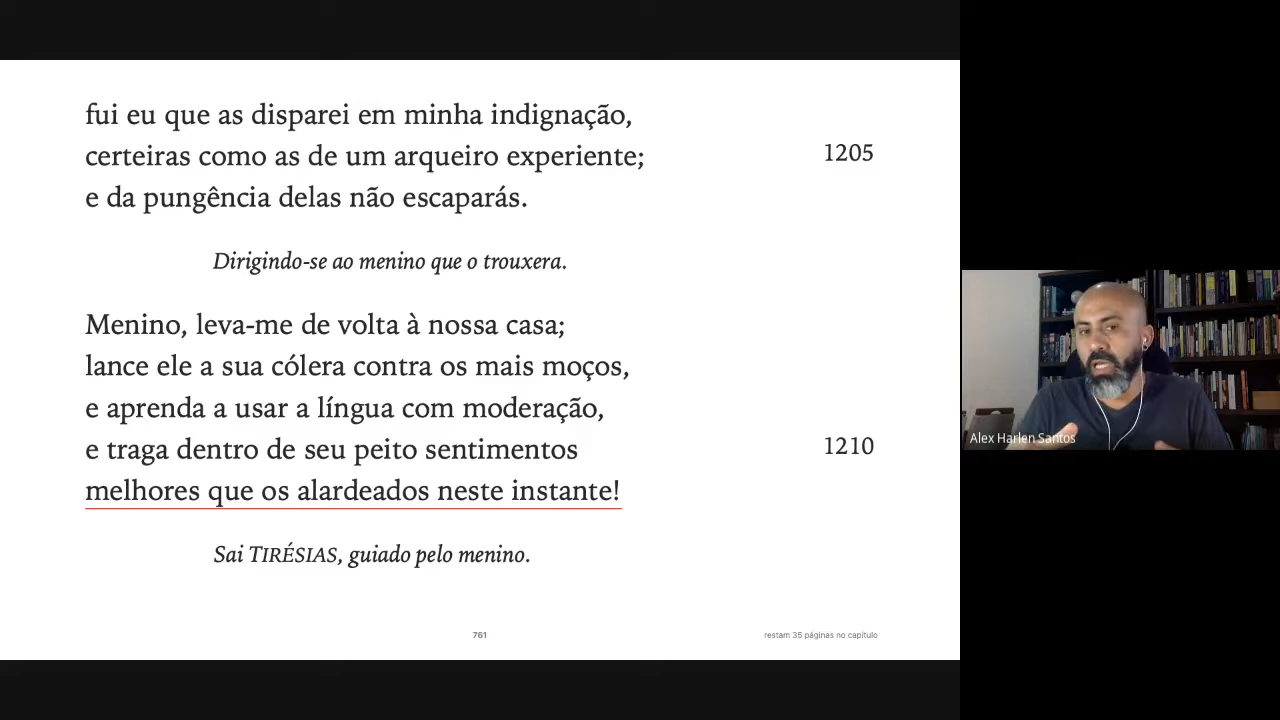 fui eu que as disparei em minha indignação,
certeiras como as de um arqueiro experiente;
1205
e da pungência delas não escaparás.
Dirigindo-se ao menino que o trouxera.
Menino, leva-me de volta à nossa casa;
lance ele a sua cólera contra os mais moços,
e aprenda a usar a língua com moderação,
e traga dentro de seu peito sentimentos
1210
melhores que os alardeados neste instante!
Sai TIRÉSIAS, guiado pelo menino.
761
restam 35 páginas no capítulo
Alex Harlen Santos